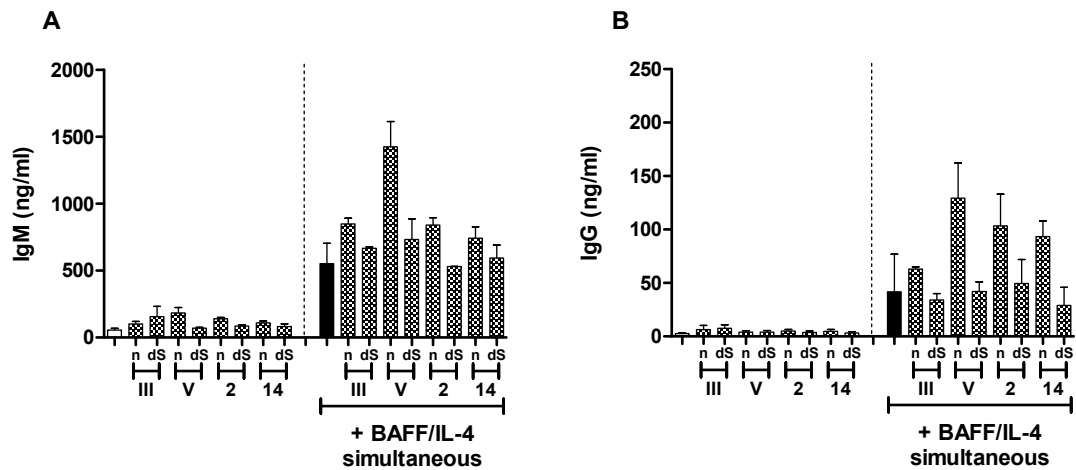 A
2000
1500
1000
500
0
IgM (ng/ml)
n dS n dS n dS n dS n dS n dS n dS n dS
III V 2 14 III V 2 14
+ BAFF/IL-4
simultaneous
B
250
200
150
100
50
0
IgG (ng/ml)
n dS n dS n dS n dS n dS n dS n dS n dS
III V 2 14 III V 2 14
+ BAFF/IL-4
simultaneous